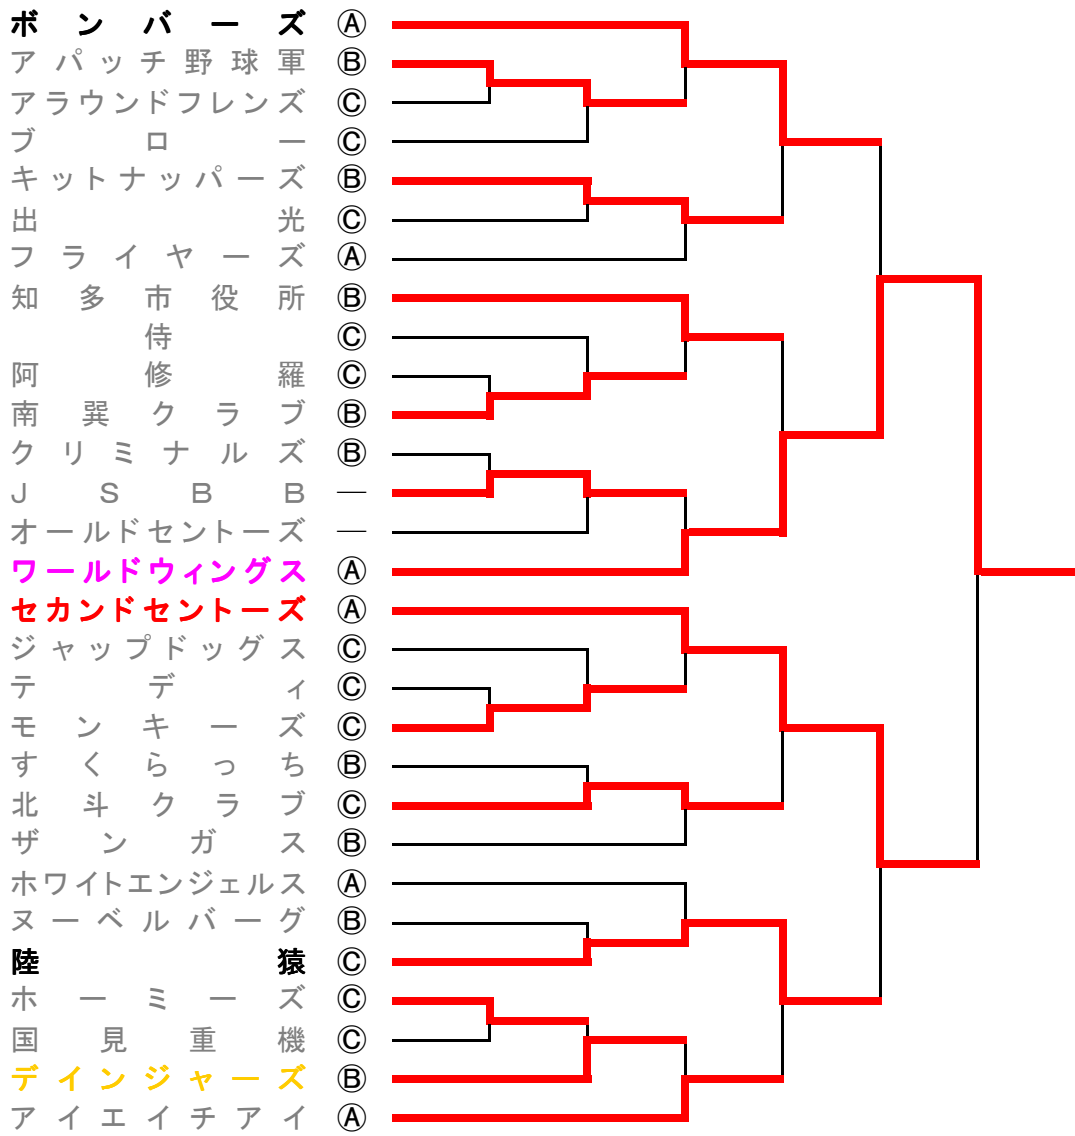 ボンバーズ Ⓐ
アパッチ野球軍 Ⓑ
アラウンドフレンズ Ⓒ
ブロー Ⓒ
キットナッパーズ Ⓑ
出光 Ⓒ
フライヤーズ Ⓐ
知多市役所 Ⓑ
侍 Ⓒ
阿修羅 Ⓒ
南巽クラブ Ⓑ
クリミナルズ Ⓑ
JSBB —
オールドセントーズ —
ワールドウィングス Ⓐ
セカンドセントーズ Ⓐ
ジャップドッグス Ⓒ
テディ Ⓒ
モンキーズ Ⓒ
すくらっち Ⓑ
北斗クラブ Ⓒ
ザンガス Ⓑ
ホワイトエンジェルス Ⓐ
ヌーベルバーグ Ⓑ
陸猿 Ⓒ
ホーミーズ Ⓒ
国見重機 Ⓒ
デインジャーズ Ⓑ
アイエイチアイ Ⓐ